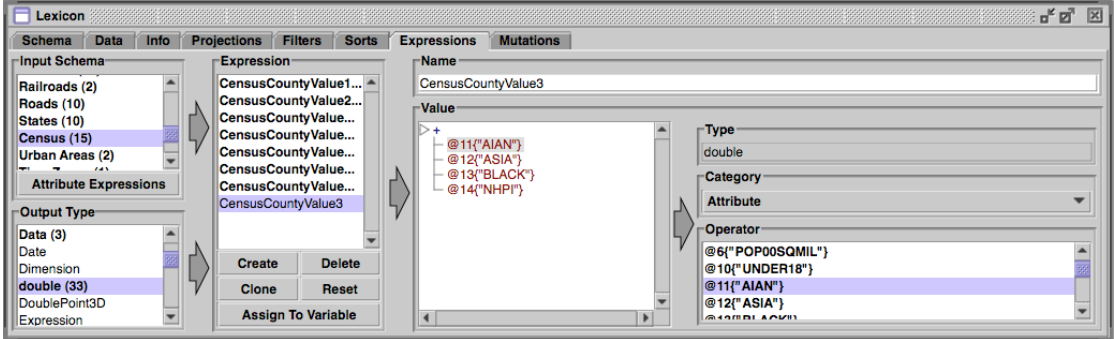 Lexicon
Schema Data Info Projections Filters Sorts Expressions Mutations
Input Schema
Railroads (2)
Roads (10)
States (10)
Census (15)
Urban Areas (2)
Attribute Expressions
Output Type
Data (3)
Date
Dimension
double (33)
DoublePoint3D
Expression
Expression
CensusCountyValue1...
CensusCountyValue2...
CensusCountyValue...
CensusCountyValue...
CensusCountyValue...
CensusCountyValue...
CensusCountyValue...
CensusCountyValue3
Create Delete
Clone Reset
Assign To Variable
Name
CensusCountyValue3
Value
+
@11{"AIAN"}
@12{"ASIA"}
@13{"BLACK"}
@14{"NHPI"}
Type
double
Category
Attribute
Operator
@6{"POP00SQMIL"}
@10{"UNDER18"}
@11{"AIAN"}
@12{"ASIA"}
@13{"BLACK"}